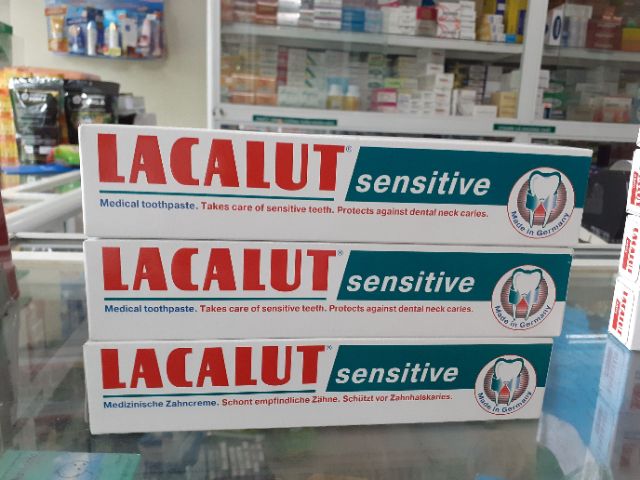 LACALUT® sensitive
Medical toothpaste. Takes care of sensitive teeth. Protects against dental neck caries.
Made in Germany
LACALUT® sensitive
Medical toothpaste. Takes care of sensitive teeth. Protects against dental neck caries.
Made in Germany
LACALUT® sensitive
Medizinische Zahncreme. Schont empfindliche Zähne. Schützt vor Zahnhalskaries.
Made in Germany